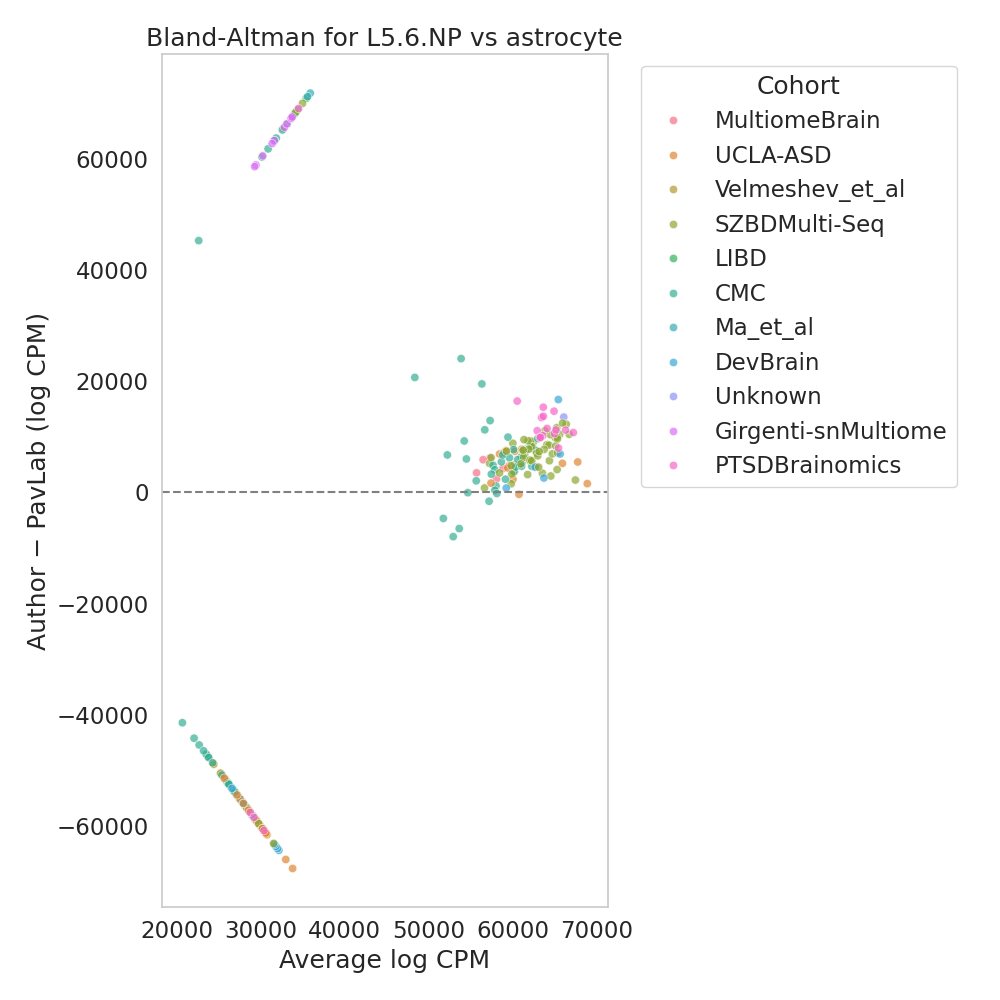 Bland-Altman for L5.6.NP vs astrocyte
Author − PavLab (log CPM)
60000
40000
20000
0
−20000
−40000
−60000
20000 30000 40000 50000 60000 70000
Average log CPM
Cohort
MultiomeBrain
UCLA-ASD
Velmeshev_et_al
SZBDMulti-Seq
LIBD
CMC
Ma_et_al
DevBrain
Unknown
Girgenti-snMultiome
PTSDBrainomics